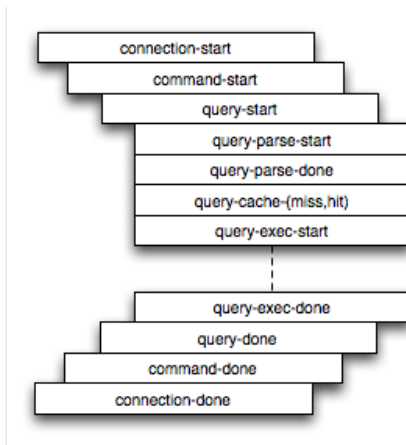 connection-start
command-start
query-start
query-parse-start
query-parse-done
query-cache-(miss,hit)
query-exec-start
query-exec-done
query-done
command-done
connection-done